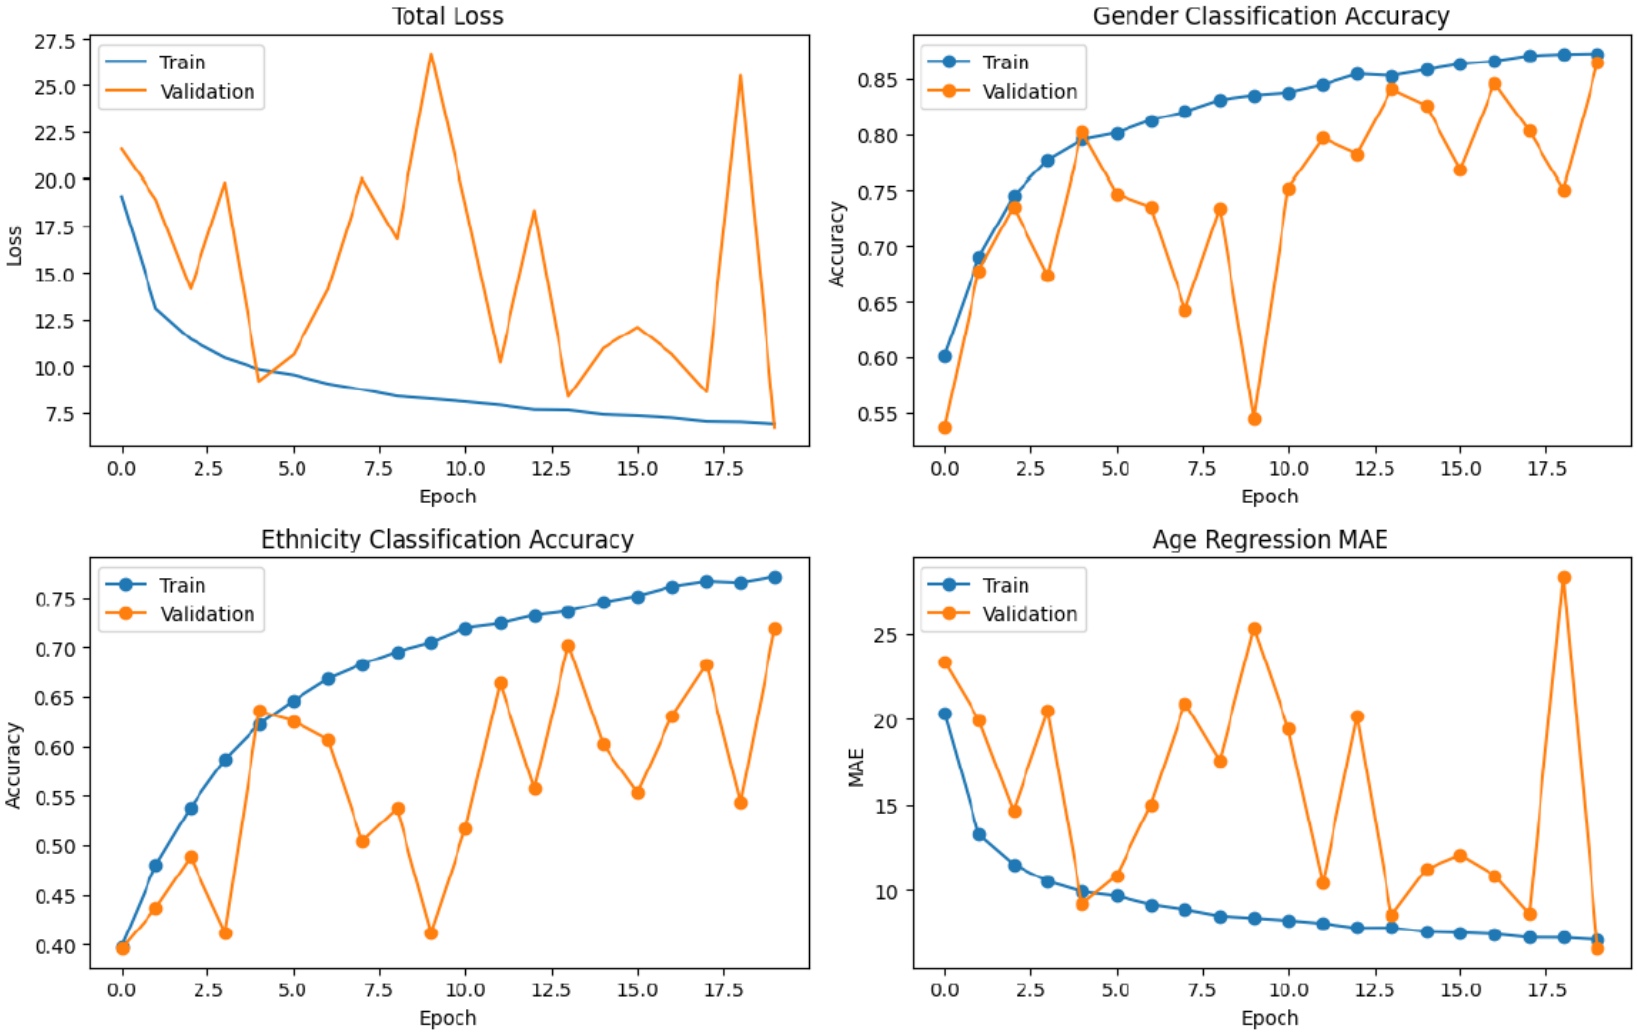 Total Loss
27.5
25.0
22.5
20.0
17.5
15.0
12.5
10.0
7.5
Loss
Train
Validation
0.0 2.5 5.0 7.5 10.0 12.5 15.0 17.5
Epoch
Gender Classification Accuracy
0.85
0.80
0.75
0.70
0.65
0.60
0.55
Accuracy
Train
Validation
0.0 2.5 5.0 7.5 10.0 12.5 15.0 17.5
Epoch
Ethnicity Classification Accuracy
0.75
0.70
0.65
0.60
0.55
0.50
0.45
0.40
Accuracy
Train
Validation
0.0 2.5 5.0 7.5 10.0 12.5 15.0 17.5
Epoch
Age Regression MAE
25
20
15
10
MAE
Train
Validation
0.0 2.5 5.0 7.5 10.0 12.5 15.0 17.5
Epoch